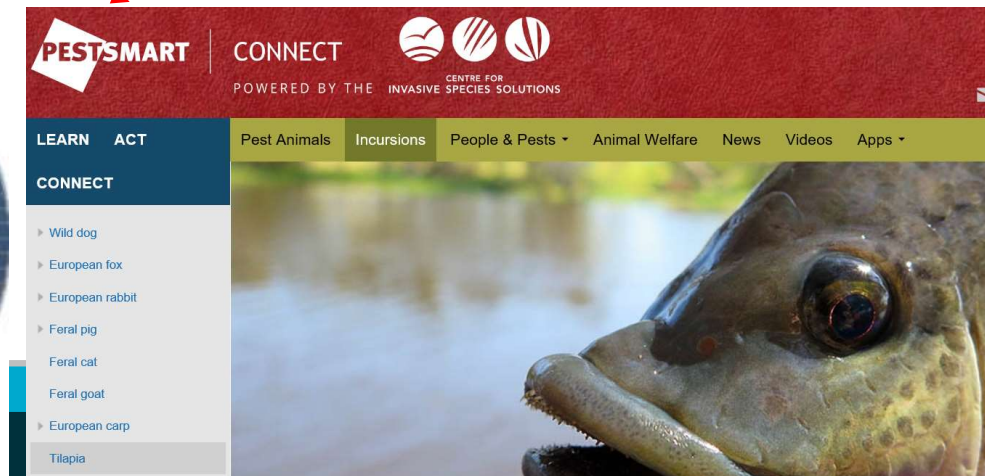 PESTSMART
CONNECT
POWERED BY THE INVASIVE CENTRE FOR SPECIES SOLUTIONS
LEARN ACT
CONNECT
Pest Animals Incursions People & Pests Animal Welfare News Videos Apps
Wild dog
European fox
European rabbit
Feral pig
Feral cat
Feral goat
European carp
Tilapia